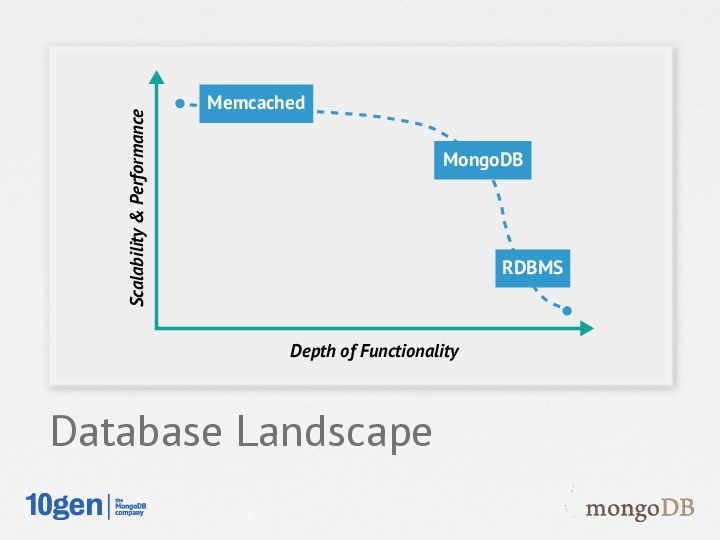 Memcached
MongoDB
RDBMS
Scalability & Performance
Depth of Functionality
Database Landscape
10gen
the
MongoDB
company
mongoDB